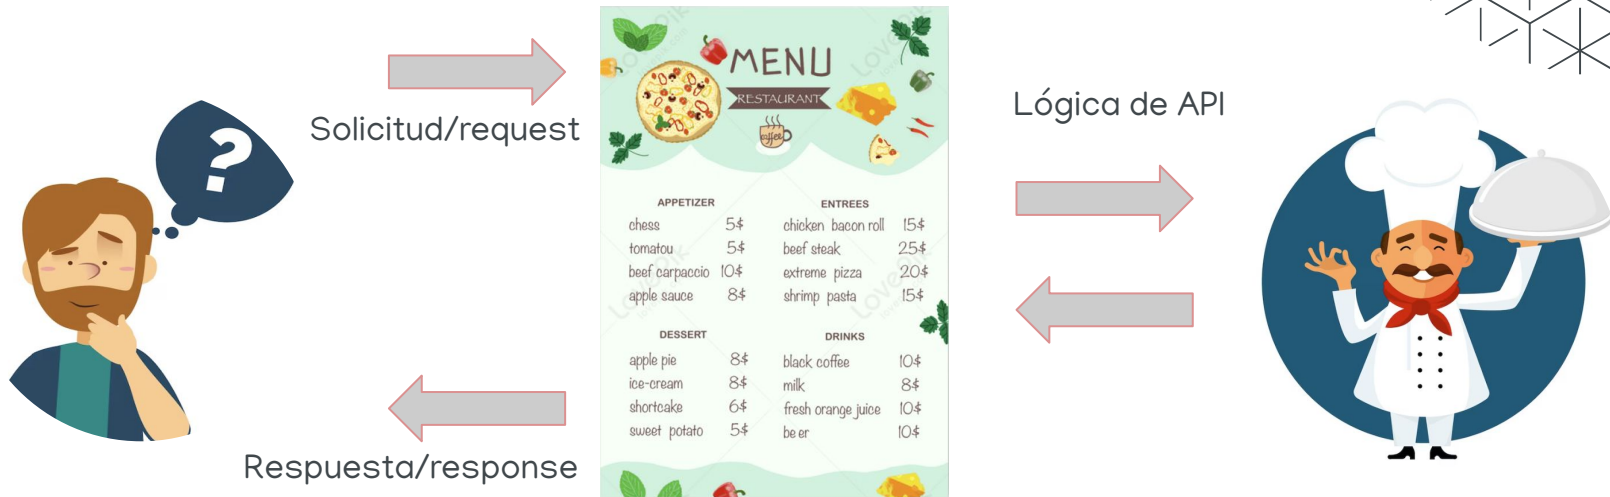 Solicitud/request
?
MENU
RESTAURANT
coffee
Lógica de API
APPETIZER
chess 5$
tomatou 5$
beef carpaccio 10$
apple sauce 8$
ENTREES
chicken bacon roll 15$
beef steak 25$
extreme pizza 20$
shrimp pasta 15$
DESSERT
apple pie 8$
ice-cream 8$
shortcake 6$
sweet potato 5$
DRINKS
black coffee 10$
milk 8$
fresh orange juice 10$
be er 10$
Respuesta/response